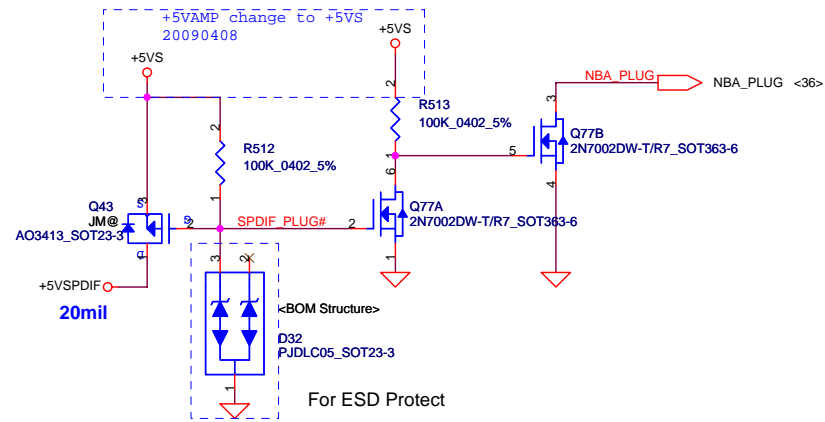 +5VAMP change to +5VS
20090408
+5VS
+5VS
2
R513
100K_0402_5%
1
NBA_PLUG
NBA_PLUG <36>
3
Q77B
2N7002DW-T/R7_SOT363-6
5
4
2
R512
100K_0402_5%
1
6
Q77A
2N7002DW-T/R7_SOT363-6
2
1
SPDIF_PLUG#
Q43
JM@
AO3413_SOT23-3
S
3
G
2
D
1
+5VSPDIF
20mil
3
2
<BOM Structure>
D32
PJDLC05_SOT23-3
1
For ESD Protect